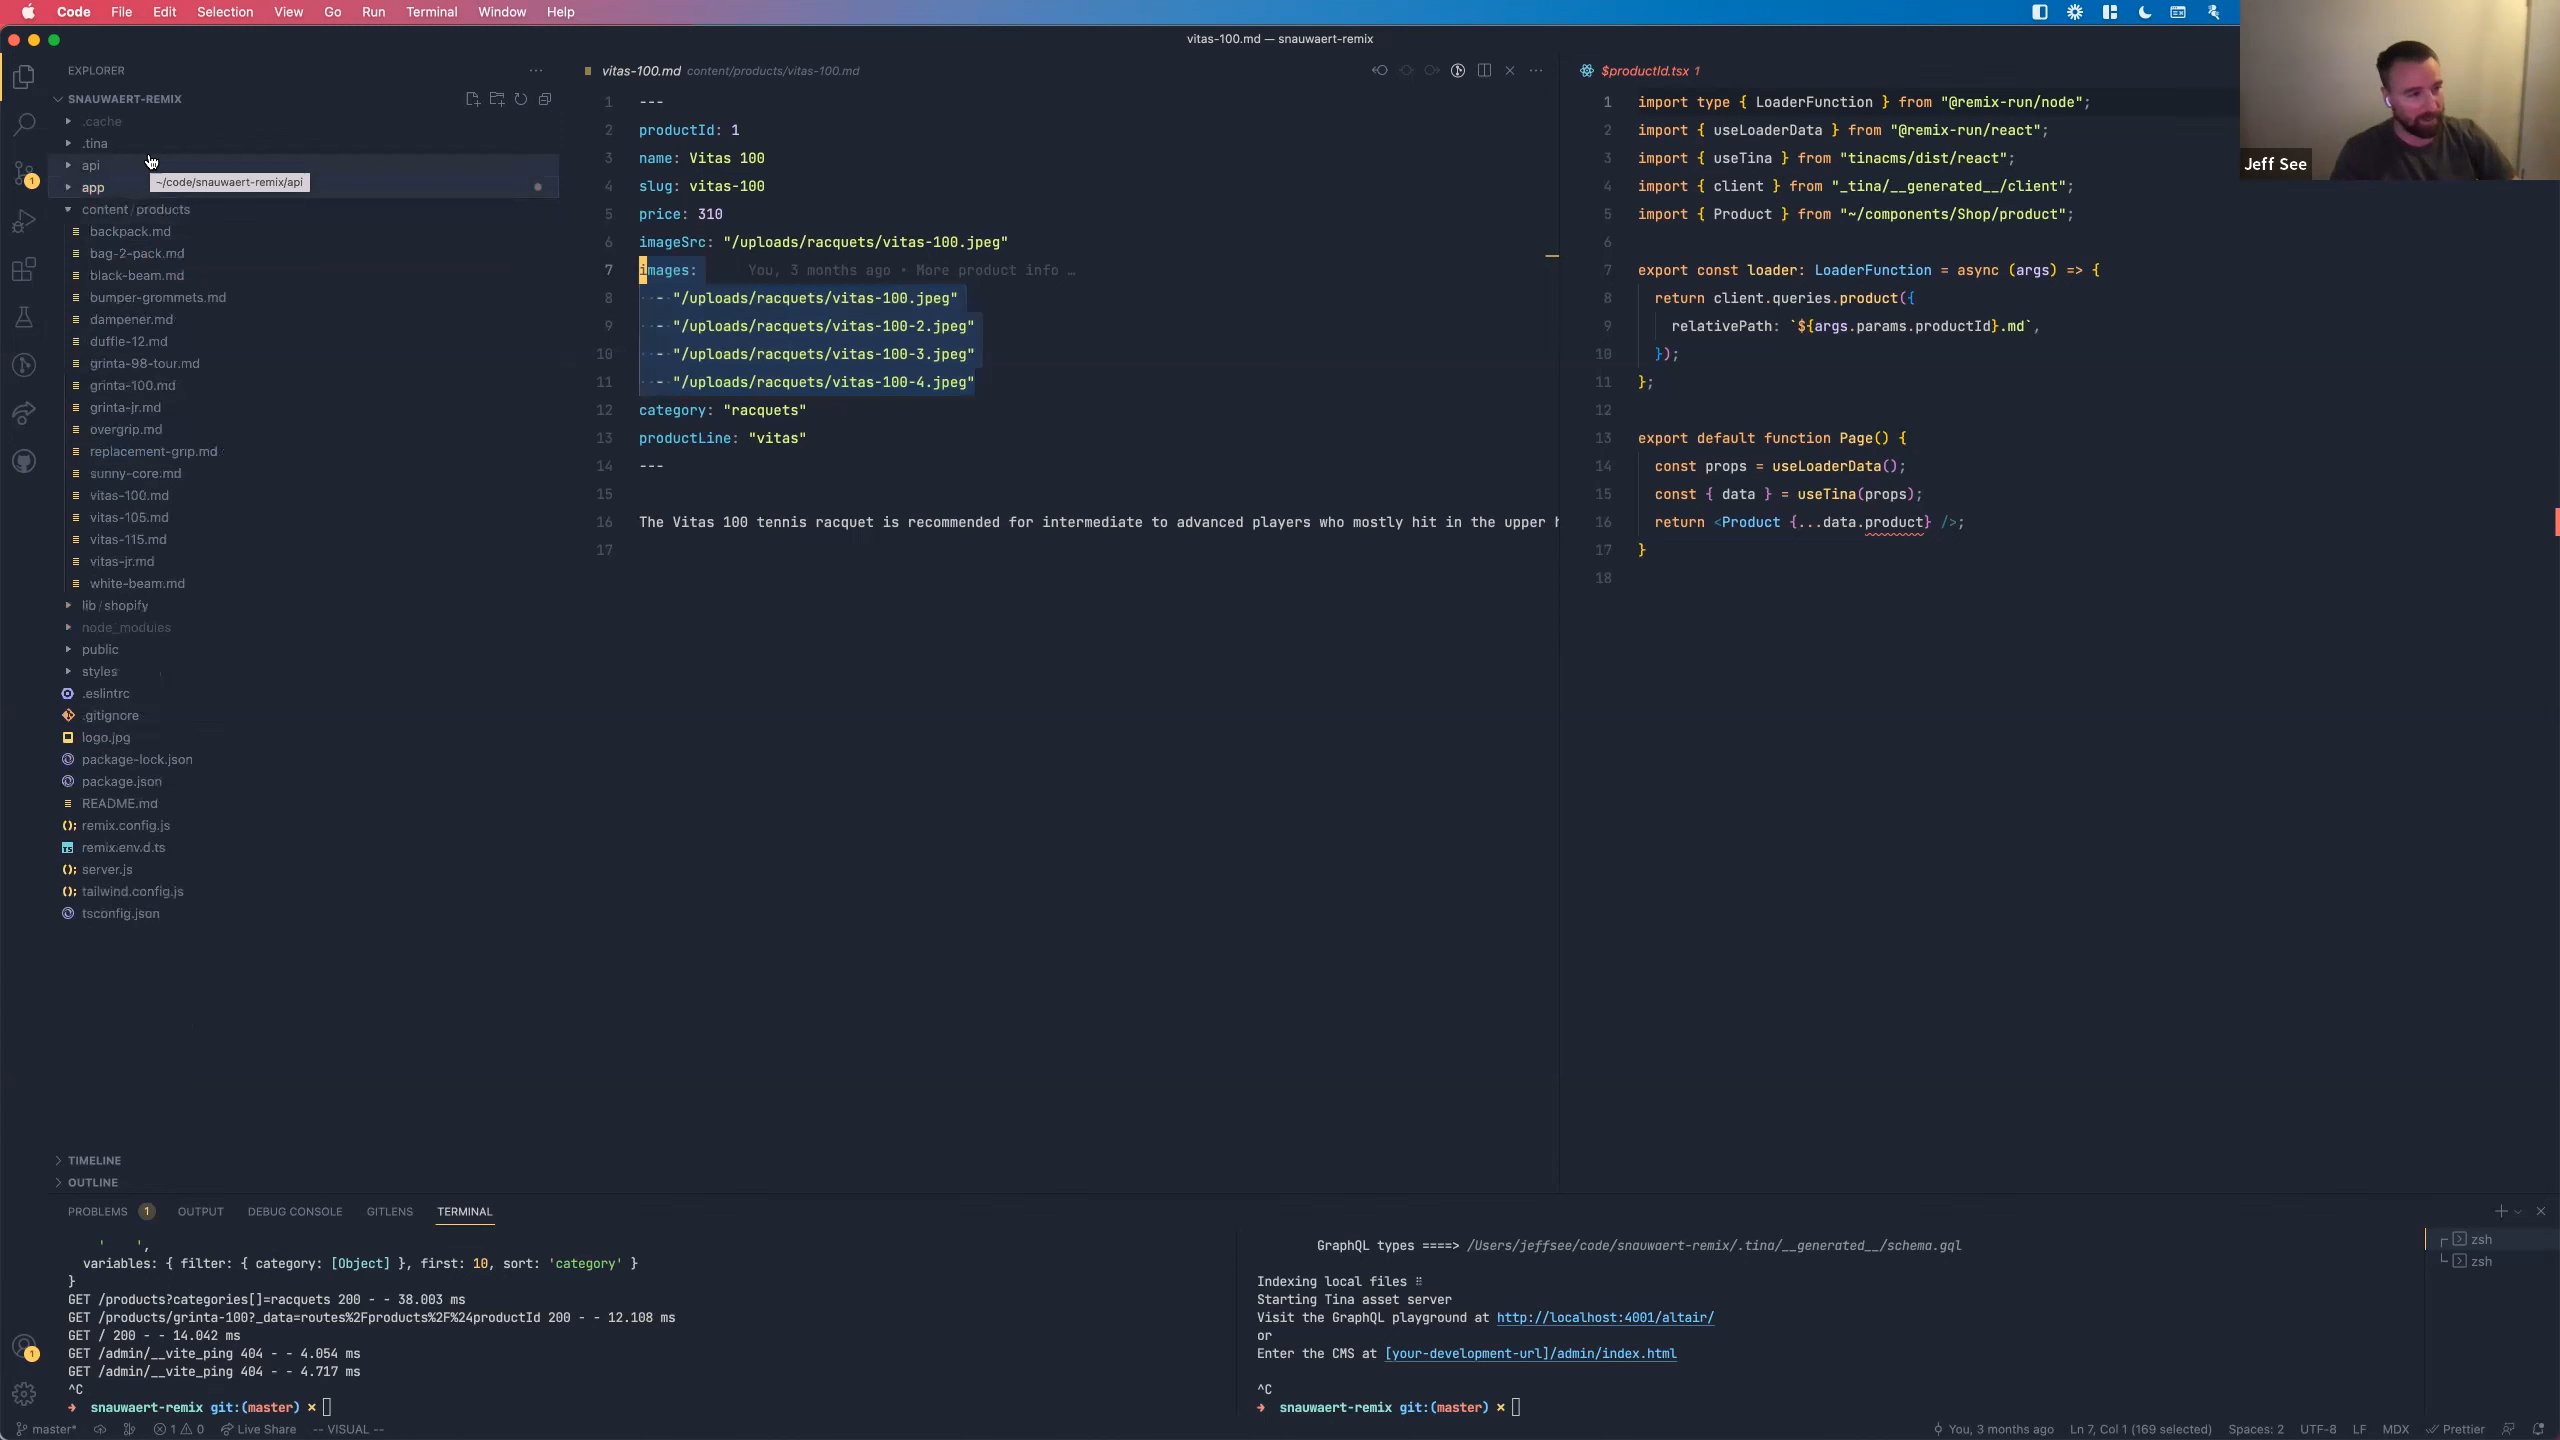 Code File Edit Selection View Go Run Terminal Window Help
vitas-100.md — snauwaert-remix
Jeff See
EXPLORER
SNAUWAERT-REMIX
.cache
.tina
api
~/code/snauwaert-remix/api
app
content / products
backpack.md
bag-2-pack.md
black-beam.md
bumper-grommets.md
dampener.md
duffle-12.md
grinta-98-tour.md
grinta-100.md
grinta-jr.md
overgrip.md
replacement-grip.md
sunny-core.md
vitas-100.md
vitas-105.md
vitas-115.md
vitas-jr.md
white-beam.md
lib / shopify
node_modules
public
styles
.eslintrc
.gitignore
logo.jpg
package-lock.json
package.json
README.md
remix.config.js
remix.env.d.ts
server.js
tailwind.config.js
tsconfig.json
TIMELINE
OUTLINE
vitas-100.md content/products/vitas-100.md
1 ---
2 productId: 1
3 name: Vitas 100
4 slug: vitas-100
5 price: 310
6 imageSrc: "/uploads/racquets/vitas-100.jpeg"
7 images: You, 3 months ago • More product info …
8 - "/uploads/racquets/vitas-100.jpeg"
9 - "/uploads/racquets/vitas-100-2.jpeg"
10 - "/uploads/racquets/vitas-100-3.jpeg"
11 - "/uploads/racquets/vitas-100-4.jpeg"
12 category: "racquets"
13 productLine: "vitas"
14 ---
15
16 The Vitas 100 tennis racquet is recommended for intermediate to advanced players who mostly hit in the upper h
17
$productId.tsx 1
1 import type { LoaderFunction } from "@remix-run/node";
2 import { useLoaderData } from "@remix-run/react";
3 import { useTina } from "tinacms/dist/react";
4 import { client } from "_tina/__generated__/client";
5 import { Product } from "~/components/Shop/product";
6
7 export const loader: LoaderFunction = async (args) => {
8 return client.queries.product({
9 relativePath: `${args.params.productId}.md`,
10 });
11 };
12
13 export default function Page() {
14 const props = useLoaderData();
15 const { data } = useTina(props);
16 return <Product {...data.product} />;
17 }
18
PROBLEMS 1 OUTPUT DEBUG CONSOLE GITLENS TERMINAL
' ',
variables: { filter: { category: [Object] }, first: 10, sort: 'category' }
}
GET /products?categories[]=racquets 200 - - 38.003 ms
GET /products/grinta-100?_data=routes%2Fproducts%2F%24productId 200 - - 12.108 ms
GET / 200 - - 14.042 ms
GET /admin/__vite_ping 404 - - 4.054 ms
GET /admin/__vite_ping 404 - - 4.717 ms
^C
➜ snauwaert-remix git:(master) ×
GraphQL types ====> /Users/jeffsee/code/snauwaert-remix/.tina/__generated__/schema.gql
Indexing local files ⠿
Starting Tina asset server
Visit the GraphQL playground at http://localhost:4001/altair/
or
Enter the CMS at [your-development-url]/admin/index.html
^C
➜ snauwaert-remix git:(master) ×
zsh
zsh
1
1
master* 1 0 Live Share -- VISUAL -- You, 3 months ago Ln 7, Col 1 (169 selected) Spaces: 2 UTF-8 LF MDX Prettier